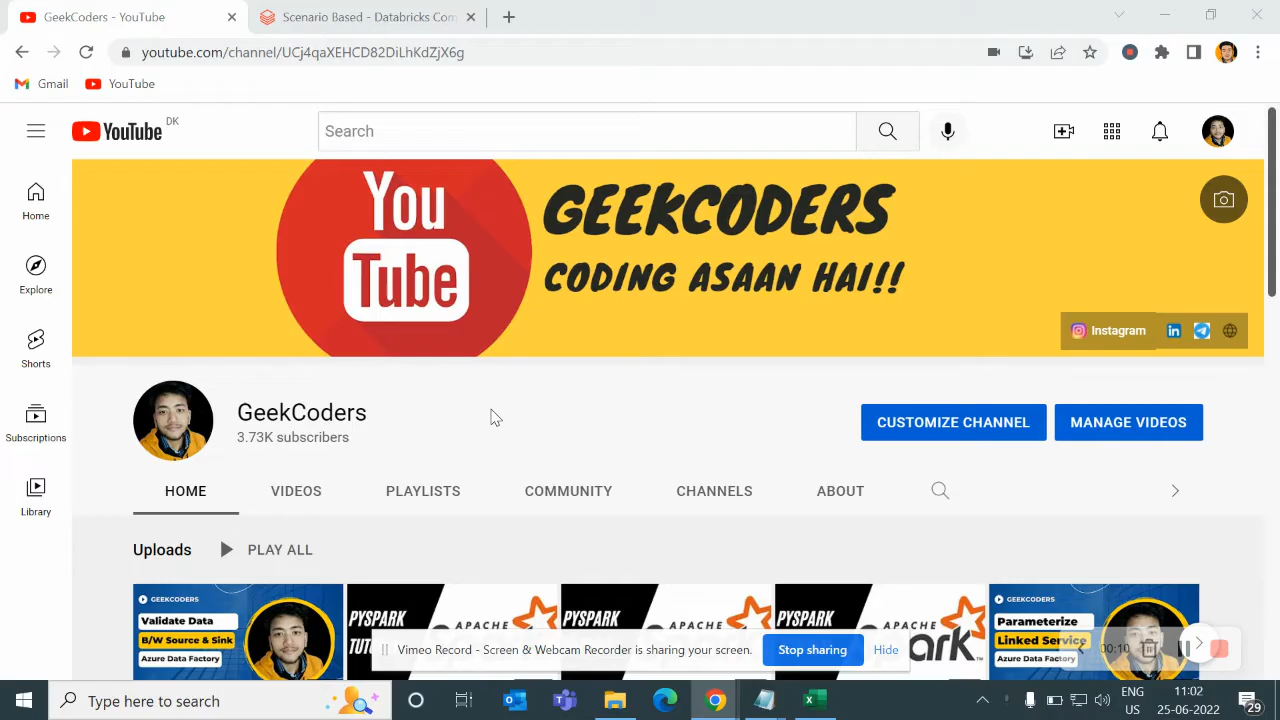 GeekCoders - YouTube
Scenario Based - Databricks Com
youtube.com/channel/UCj4qaXEHCD82DiLhKdZjX6g
Gmail
YouTube
YouTube DK
Search
You
Tube
GEEKCODERS
CODING ASAAN HAI!!
Instagram
Home
Explore
Shorts
Subscriptions
Library
GeekCoders
3.73K subscribers
CUSTOMIZE CHANNEL
MANAGE VIDEOS
HOME
VIDEOS
PLAYLISTS
COMMUNITY
CHANNELS
ABOUT
Uploads
PLAY ALL
GEEKCODERS
Validate Data
B/W Source & Sink
Azure Data Factory
PYSPARK
TUT
APACHE
PYSPARK
APACHE
PYSPARK
APACHE
ark
GEEKCODERS
Parameterize
Linked Service
Azure Data Factory
Vimeo Record - Screen & Webcam Recorder is sharing your screen.
Stop sharing
Hide
00:10
Type here to search
ENG
US
11:02
25-06-2022
29